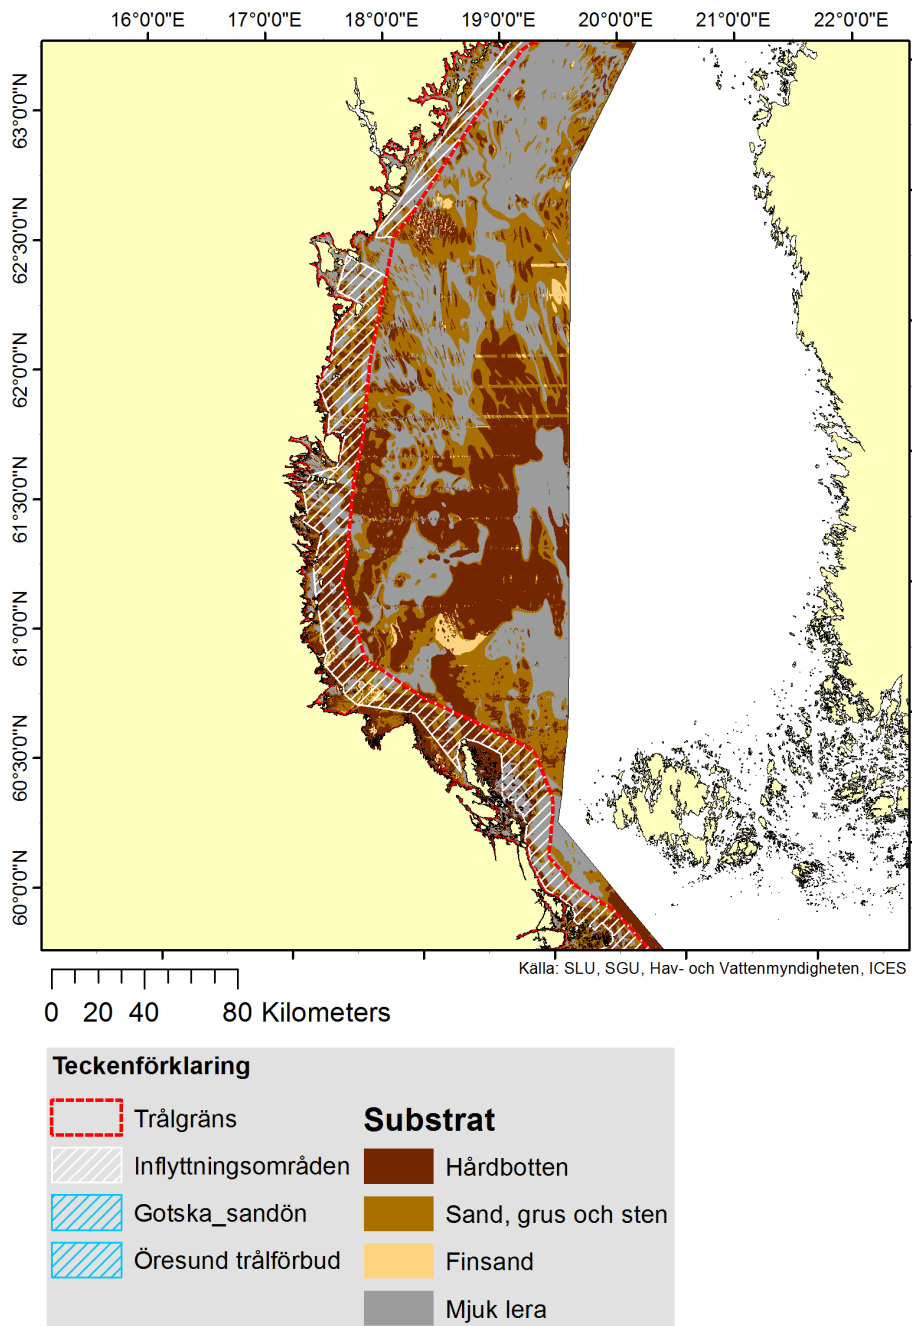 16°0'0"E 17°0'0"E 18°0'0"E 19°0'0"E 20°0'0"E 21°0'0"E 22°0'0"E
63°0'0"N
62°30'0"N
62°0'0"N
61°30'0"N
61°0'0"N
60°30'0"N
60°0'0"N
Källa: SLU, SGU, Hav- och Vattenmyndigheten, ICES
0 20 40 80 Kilometers
Teckenförklaring
Trålgräns
Inflyttningsområden
Gotska_sandön
Öresund trålförbud
Substrat
Hårdbotten
Sand, grus och sten
Finsand
Mjuk lera